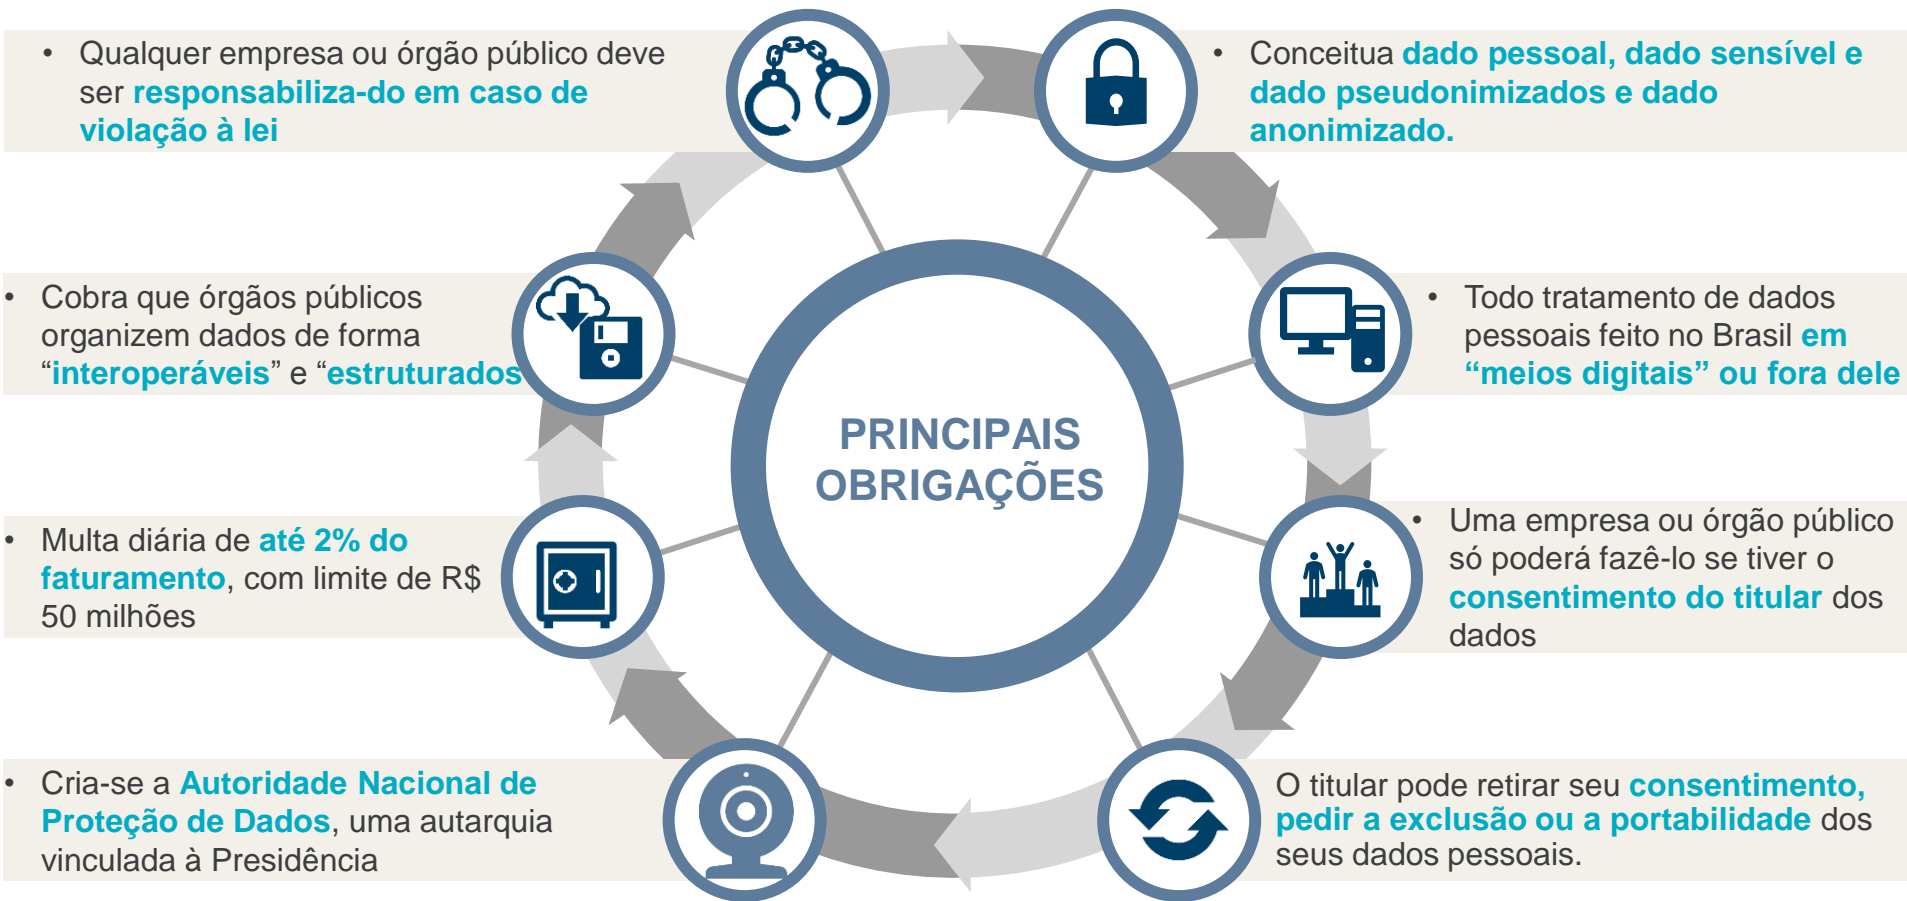 • Qualquer empresa ou órgão público deve
ser responsabiliza-do em caso de
violação à lei
• Conceitua dado pessoal, dado sensível e
dado pseudonimizados e dado
anonimizado.
• Cobra que órgãos públicos
organizem dados de forma
“interoperáveis” e “estruturados
• Todo tratamento de dados
pessoais feito no Brasil em
“meios digitais” ou fora dele
PRINCIPAIS
OBRIGAÇÕES
• Multa diária de até 2% do
faturamento, com limite de R$
50 milhões
• Uma empresa ou órgão público
só poderá fazê-lo se tiver o
consentimento do titular dos
dados
• Cria-se a Autoridade Nacional de
Proteção de Dados, uma autarquia
vinculada à Presidência
O titular pode retirar seu consentimento,
pedir a exclusão ou a portabilidade dos
seus dados pessoais.